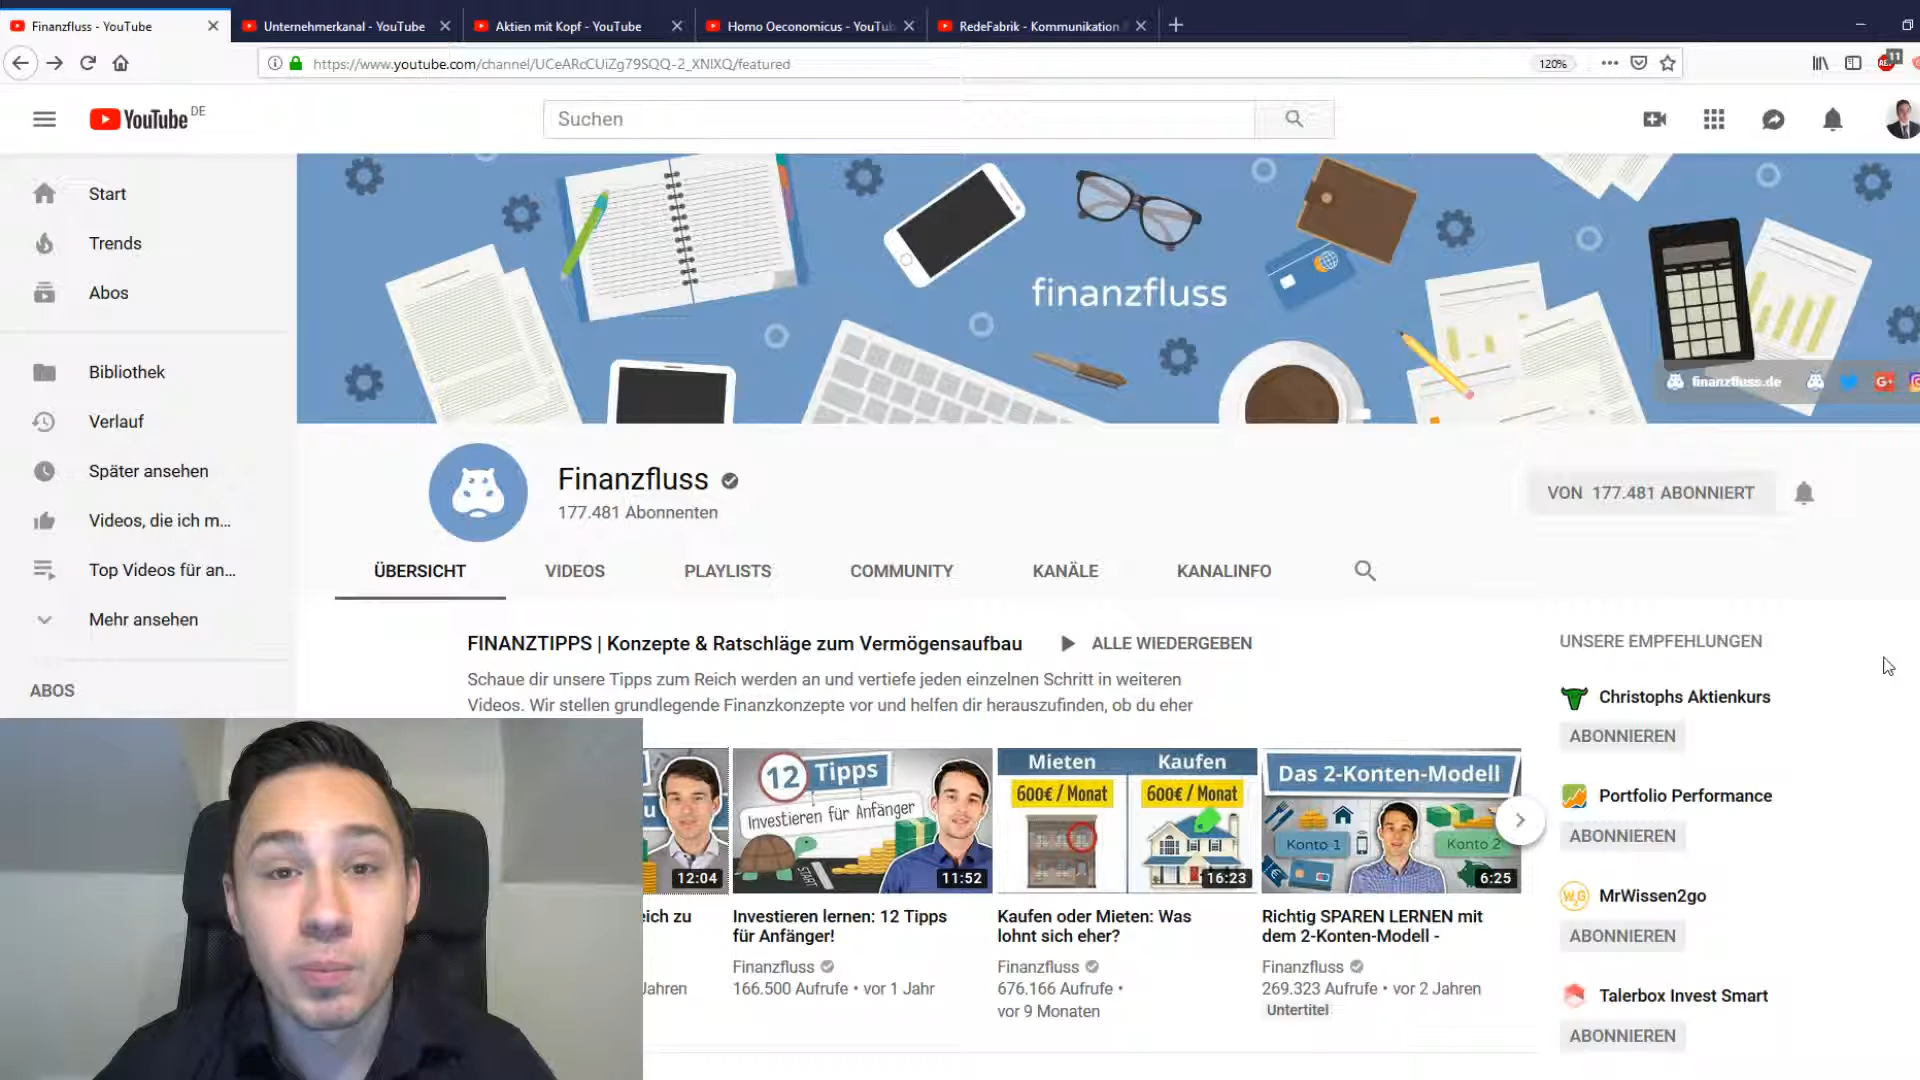 Finanzfluss - YouTube
Unternehmerkanal - YouTube
Aktien mit Kopf - YouTube
Homo Oeconomicus - YouTu
RedeFabrik - Kommunikation
https://www.youtube.com/channel/UCeARcCUiZg79SQQ-2_XNIXQ/featured
120%
11
YouTube DE
Suchen
Start
Trends
Abos
Bibliothek
Verlauf
Später ansehen
Videos, die ich m...
Top Videos für an...
Mehr ansehen
ABOS
finanzfluss
finanzfluss.de
G+
Finanzfluss
177.481 Abonnenten
VON 177.481 ABONNIERT
ÜBERSICHT
VIDEOS
PLAYLISTS
COMMUNITY
KANÄLE
KANALINFO
FINANZTIPPS | Konzepte & Ratschläge zum Vermögensaufbau
ALLE WIEDERGEBEN
Schaue dir unsere Tipps zum Reich werden an und vertiefe jeden einzelnen Schritt in weiteren
Videos. Wir stellen grundlegende Finanzkonzepte vor und helfen dir herauszufinden, ob du eher
u
12:04
eich zu
Jahren
12 Tipps
Investieren für Anfänger
START
11:52
Investieren lernen: 12 Tipps
für Anfänger!
Finanzfluss
166.500 Aufrufe • vor 1 Jahr
Mieten
Kaufen
600€ / Monat
600€ / Monat
16:23
Kaufen oder Mieten: Was
lohnt sich eher?
Finanzfluss
676.166 Aufrufe •
vor 9 Monaten
Das 2-Konten-Modell
Konto 1
Konto 2
6:25
Richtig SPAREN LERNEN mit
dem 2-Konten-Modell -
Finanzfluss
269.323 Aufrufe • vor 2 Jahren
Untertitel
UNSERE EMPFEHLUNGEN
Christophs Aktienkurs
ABONNIEREN
Portfolio Performance
ABONNIEREN
W2G
MrWissen2go
ABONNIEREN
Talerbox Invest Smart
ABONNIEREN